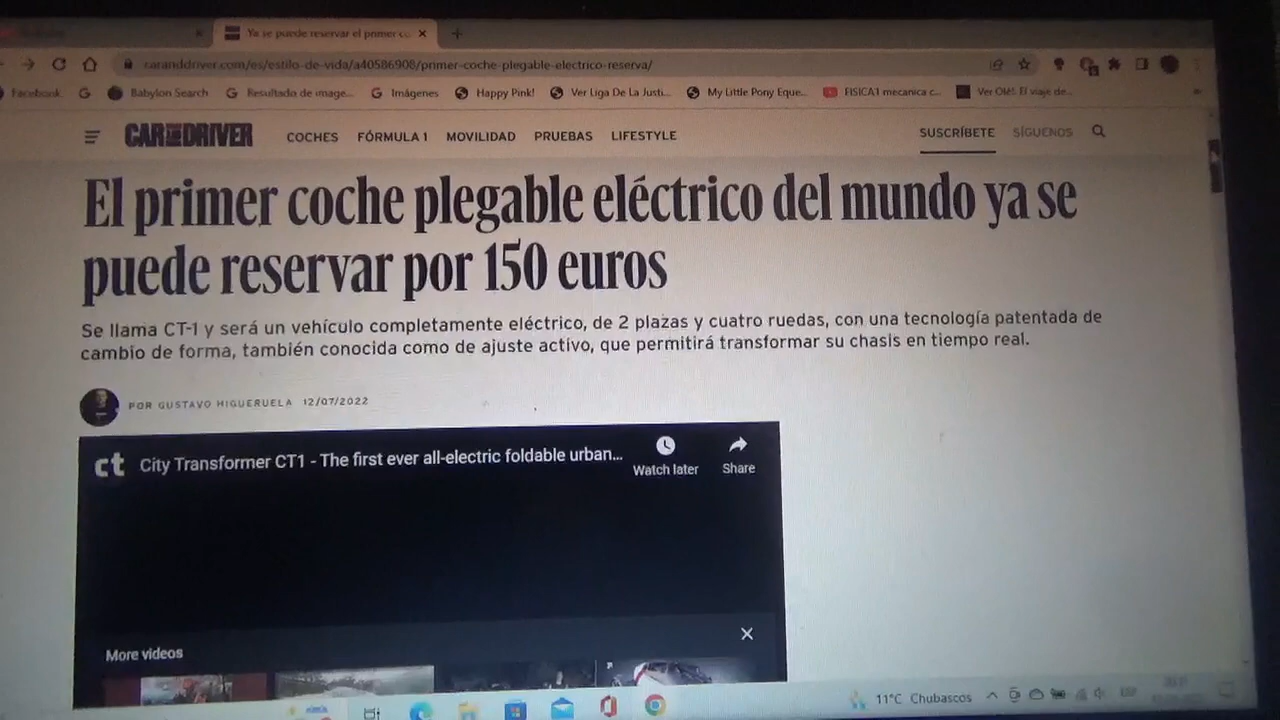 Ya se puede reservar el primer co
caranddriver.com/es/estilo-de-vida/a40586908/primer-coche-plegable-electrico-reserva/
Facebook
Babylon Search
Resultado de image...
Imágenes
Happy Pink!
Ver Liga De La Justi...
My Little Pony Eque...
FISICA1 mecanica c...
Ver Olé!. El viaje de...
CAR AND DRIVER
COCHES FÓRMULA 1 MOVILIDAD PRUEBAS LIFESTYLE
SUSCRÍBETE SÍGUENOS
El primer coche plegable eléctrico del mundo ya se
puede reservar por 150 euros
Se llama CT-1 y será un vehículo completamente eléctrico, de 2 plazas y cuatro ruedas, con una tecnología patentada de
cambio de forma, también conocida como de ajuste activo, que permitirá transformar su chasis en tiempo real.
POR GUSTAVO HIGUERUELA 12/07/2022
ct City Transformer CT1 - The first ever all-electric foldable urban...
Watch later
Share
More videos
11°C Chubascos
ESP